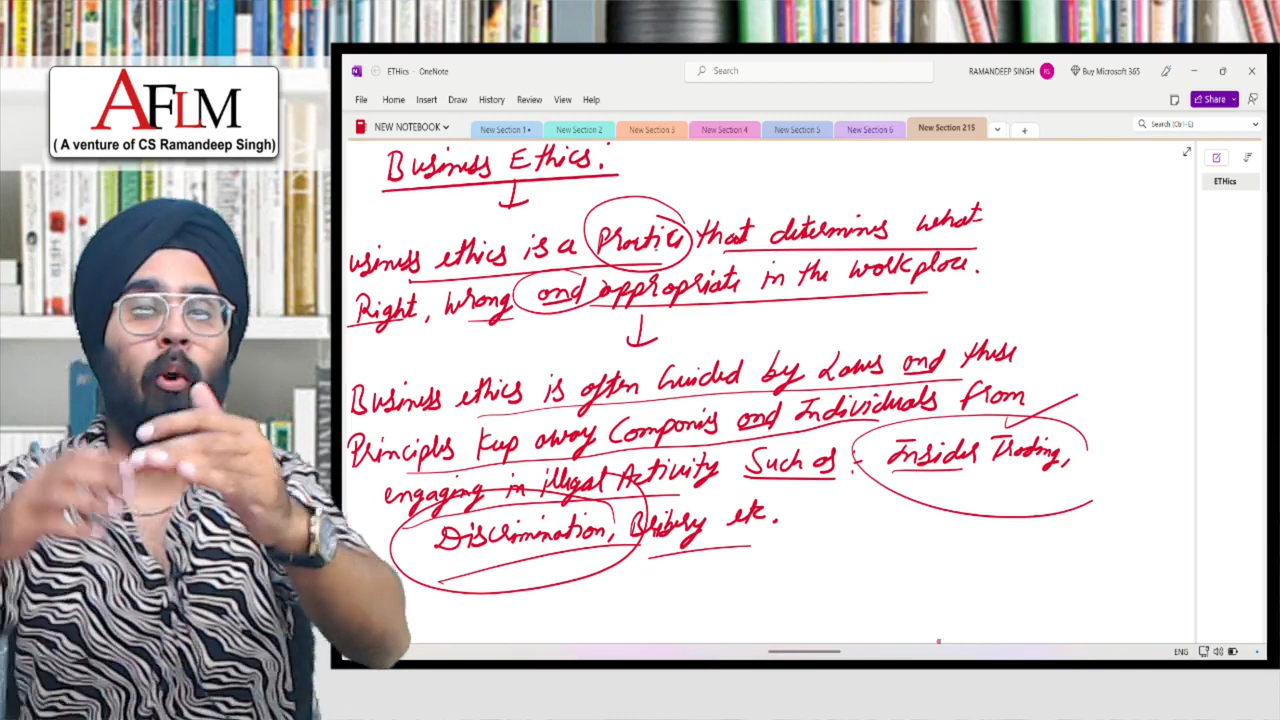 AFLM
( A venture of CS Ramandeep Singh)
ETHics - OneNote
Search
RAMANDEEP SINGH
RS
Buy Microsoft 365
File Home Insert Draw History Review View Help
Share
NEW NOTEBOOK
New Section 1
New Section 2
New Section 3
New Section 4
New Section 5
New Section 6
New Section 215
Search (Ctrl+E)
ETHics
Business Ethics:
usiness ethics is a Practice that determines what
Right, Wrong and appropriate in the workplace.
Business ethics is often Guided by Laws and these
Principles Keep away Companies and Individuals from
engaging in illegal Activity Such as :- Insider Trading,
Discrimination, Bribery etc.
ENG